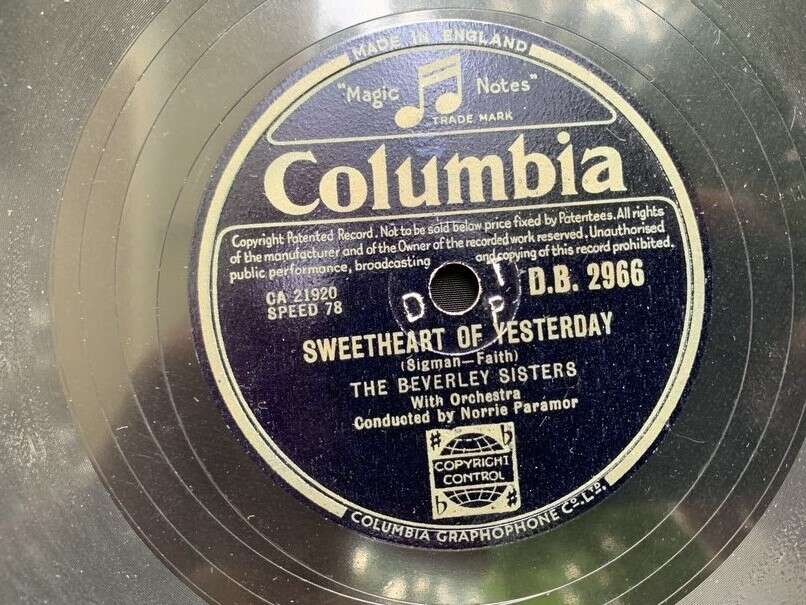 MADE IN ENGLAND
"Magic Notes"
TRADE MARK
Columbia
Copyright Patented Record. Not to be sold below price fixed by Patentees. All rights
of the manufacturer and of the Owner of the recorded work reserved. Unauthorised
public performance, broadcasting and copying of this record prohibited.
CA 21920
SPEED 78
D T P
D.B. 2966
SWEETHEART OF YESTERDAY
(Sigman—Faith)
THE BEVERLEY SISTERS
With Orchestra
Conducted by Norrie Paramor
COPYRIGHT
CONTROL
COLUMBIA GRAPHOPHONE CO. LTD.